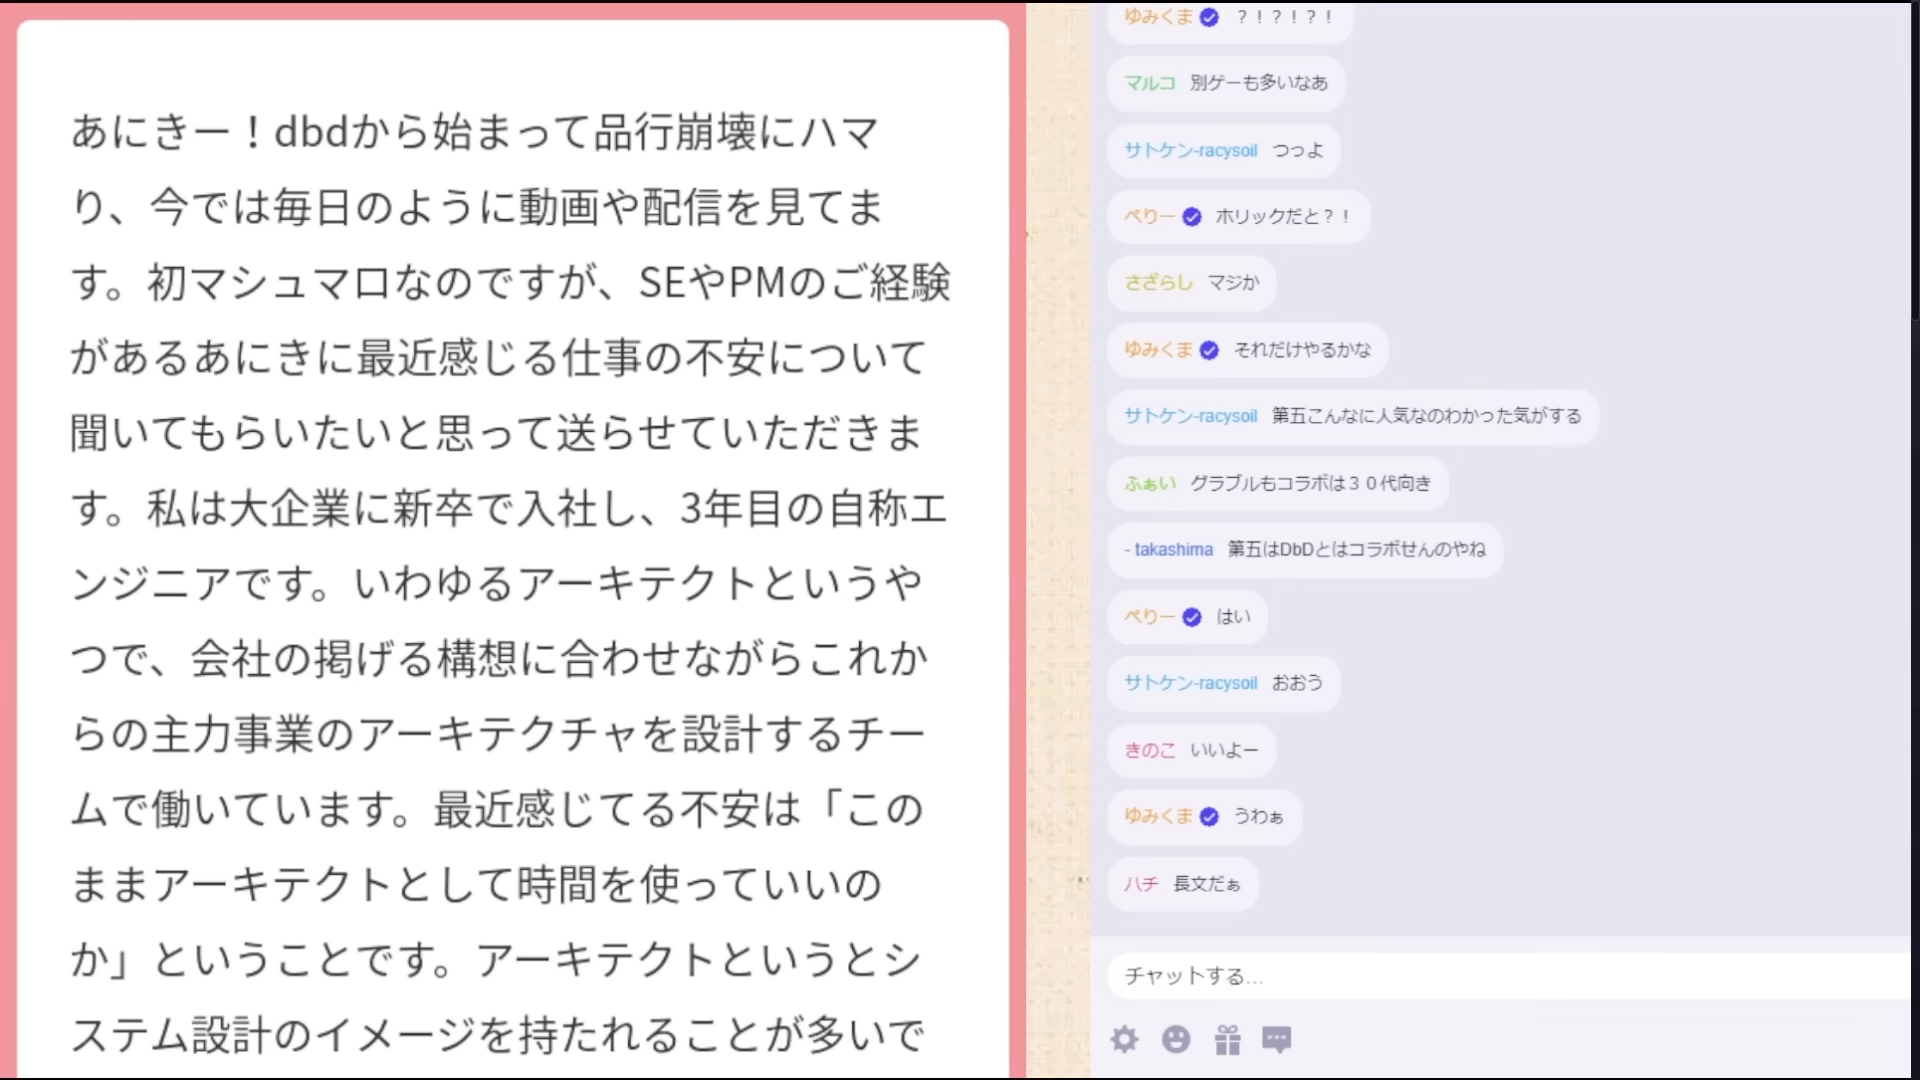 あにきー！dbdから始まって品行崩壊にハマ
り、今では毎日のように動画や配信を見てま
す。初マシュマロなのですが、SEやPMのご経験
があるあにきに最近感じる仕事の不安について
聞いてもらいたいと思って送らせていただきま
す。私は大企業に新卒で入社し、3年目の自称エ
ンジニアです。いわゆるアーキテクトというや
つで、会社の掲げる構想に合わせながらこれか
らの主力事業のアーキテクチャを設計するチー
ムで働いています。最近感じてる不安は「この
ままアーキテクトとして時間を使っていいの
か」ということです。アーキテクトというとシ
ステム設計のイメージを持たれることが多いで
ゆみくま ？！？！？！
マルコ 別ゲーも多いなあ
サトケン-racysoil つっよ
ぺりー ホリックだと？！
さざらし マジか
ゆみくま それだけやるかな
サトケン-racysoil 第五こんなに人気なのわかった気がする
ふぁい グラブルもコラボは３０代向き
- takashima 第五はDbDとはコラボせんのやね
ぺりー はい
サトケン-racysoil おおう
きのこ いいよー
ゆみくま うわぁ
ハチ 長文だぁ
チャットする...